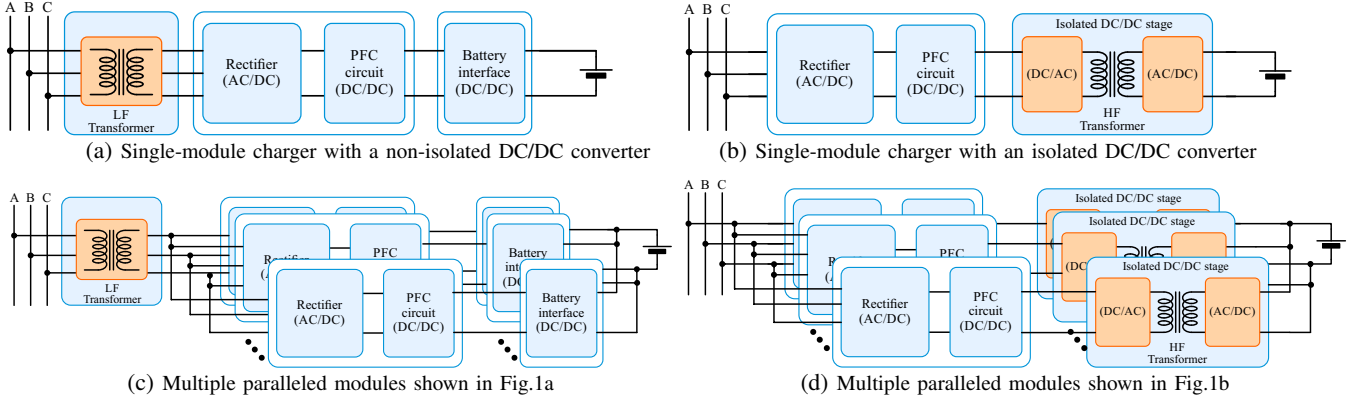 A B C
LF
Transformer
Rectifier
(AC/DC)
PFC
circuit
(DC/DC)
Battery
interface
(DC/DC)
(a) Single-module charger with a non-isolated DC/DC converter
A B C
Rectifier
(AC/DC)
PFC
circuit
(DC/DC)
Isolated DC/DC stage
(DC/AC)
(AC/DC)
HF
Transformer
(b) Single-module charger with an isolated DC/DC converter
A B C
LF
Transformer
PFC
Battery
Rectifier
(AC/DC)
PFC
circuit
(DC/DC)
Battery
interface
(DC/DC)
(c) Multiple paralleled modules shown in Fig.1a
A B C
Isolated DC/DC stage
Isolated DC/DC stage
PFC
Isolated DC/DC stage
Rectifier
(AC/DC)
PFC
circuit
(DC/DC)
(DC/AC)
(AC/DC)
HF
Transformer
(d) Multiple paralleled modules shown in Fig.1b